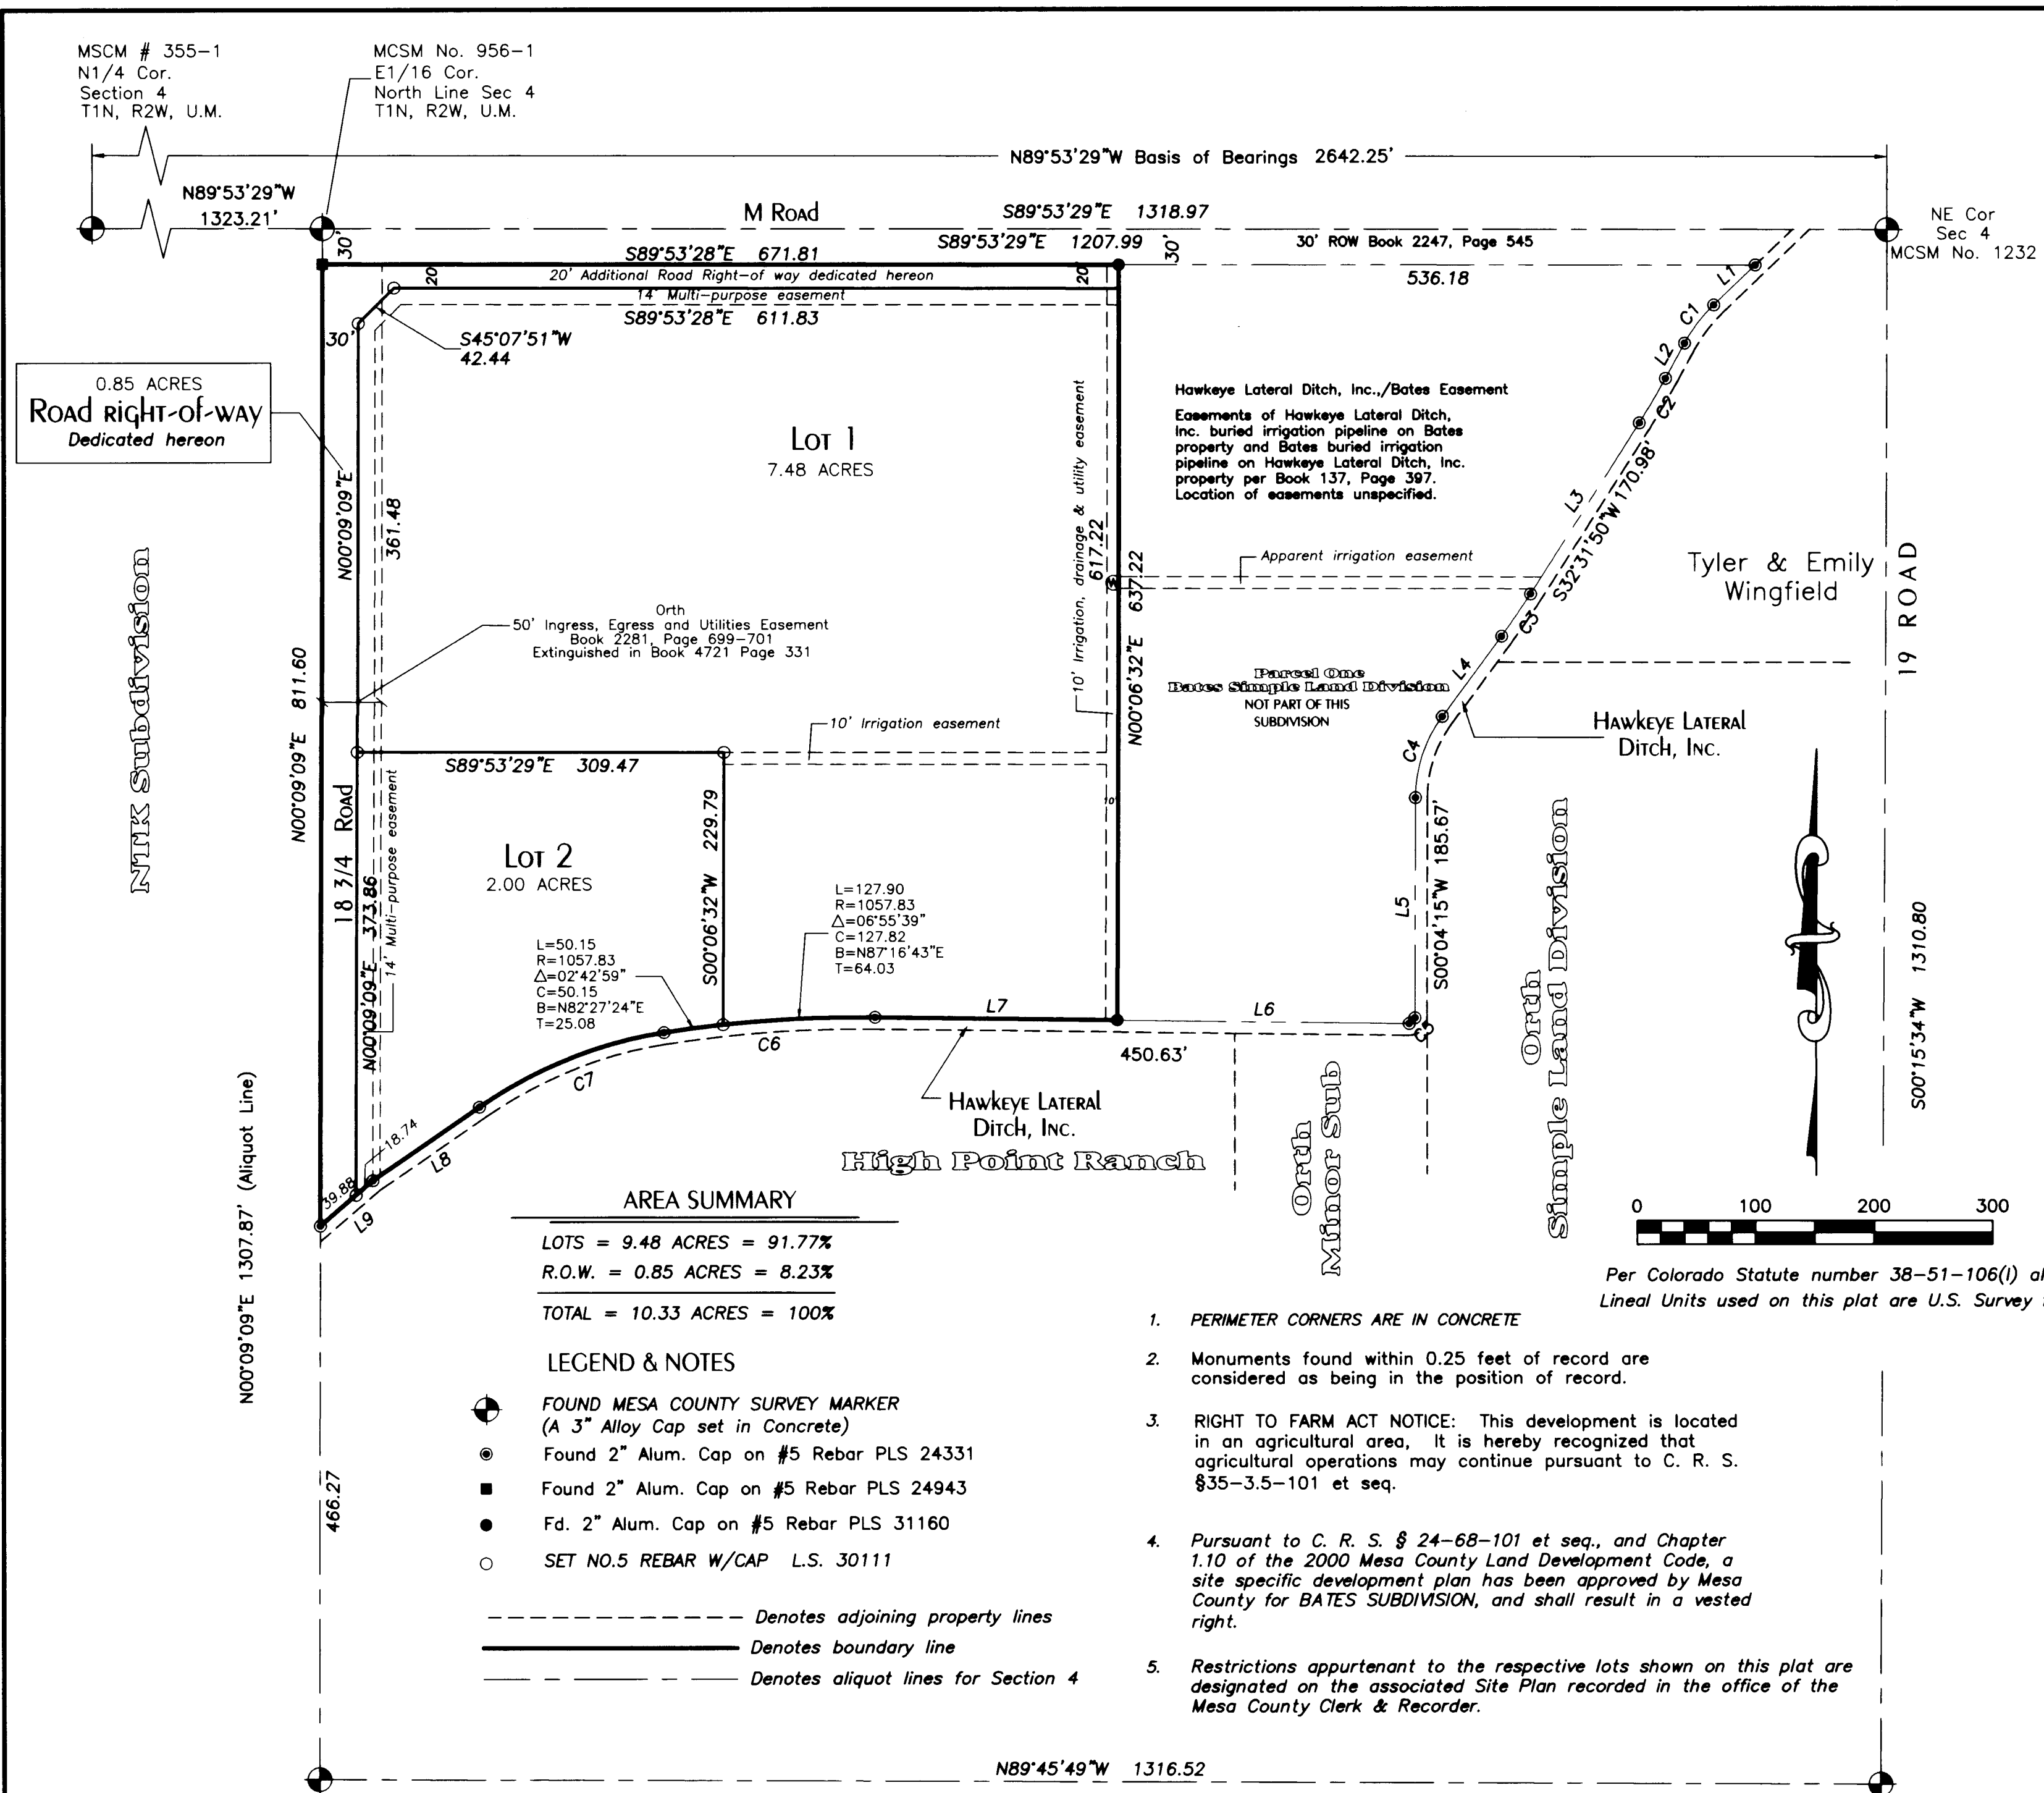 MSCM # 355-1
N1/4 Cor.
Section 4
T1N, R2W, U.M.
MCSM No. 956-1
E1/16 Cor.
North Line Sec 4
T1N, R2W, U.M.
N89°53'29"W Basis of Bearings 2642.25'
N89°53'29"W
1323.21'
M ROAD
S89°53'29"E 1318.97
NE Cor
Sec 4
MCSM No. 1232
30'
S89°53'28"E 671.81
S89°53'29"E 1207.99
30'
30' ROW Book 2247, Page 545
20'
20' Additional Road Right-of way dedicated hereon
20'
536.18
L1
14' Multi-purpose easement
S89°53'28"E 611.83
C1
30'
S45°07'51"W
42.44
L2
0.85 ACRES
ROAD RIGHT-OF-WAY
Dedicated hereon
LOT 1
7.48 ACRES
Hawkeye Lateral Ditch, Inc.,/Bates Easement
Easements of Hawkeye Lateral Ditch,
Inc. buried irrigation pipeline on Bates
property and Bates buried irrigation
pipeline on Hawkeye Lateral Ditch, Inc.
property per Book 137, Page 397.
Location of easements unspecified.
C2
N00°09'09"E
361.48
10' Irrigation, drainage & utility easement
617.22
637.22
N00°06'32"E
L3
S32°31'50"W 170.98'
Apparent irrigation easement
Tyler & Emily
Wingfield
19 ROAD
NTK Subdivision
Orth
50' Ingress, Egress and Utilities Easement
Book 2281, Page 699-701
Extinguished in Book 4721 Page 331
C3
N00°09'09"E 811.60
L4
Parcel One
Bates Simple Land Division
NOT PART OF THIS
SUBDIVISION
10' Irrigation easement
HAWKEYE LATERAL
DITCH, INC.
C4
S89°53'29"E 309.47
18 3/4 ROAD
N00°09'09"E 373.86
14' Multi-purpose easement
10'
S00°06'32"W 229.79
LOT 2
2.00 ACRES
L=127.90
R=1057.83
Δ=06°55'39"
C=127.82
B=N87°16'43"E
T=64.03
L=50.15
R=1057.83
Δ=02°42'59"
C=50.15
B=N82°27'24"E
T=25.08
L5
S00°04'15"W 185.67'
Orth
Simple Land Division
S00°15'34"W 1310.80
L7
L6
C6
450.63'
C7
HAWKEYE LATERAL
DITCH, INC.
High Point Ranch
Orth
Minor Sub
18.74
L8
39.88
L9
N00°09'09"E 1307.87' (Aliquot Line)
AREA SUMMARY
LOTS = 9.48 ACRES = 91.77%
R.O.W. = 0.85 ACRES = 8.23%
TOTAL = 10.33 ACRES = 100%
0 100 200 300
Per Colorado Statute number 38-51-106(l)
Lineal Units used on this plat are U.S. Survey
LEGEND & NOTES
FOUND MESA COUNTY SURVEY MARKER
(A 3" Alloy Cap set in Concrete)
Found 2" Alum. Cap on #5 Rebar PLS 24331
Found 2" Alum. Cap on #5 Rebar PLS 24943
Fd. 2" Alum. Cap on #5 Rebar PLS 31160
SET NO.5 REBAR W/CAP L.S. 30111
Denotes adjoining property lines
Denotes boundary line
Denotes aliquot lines for Section 4
1. PERIMETER CORNERS ARE IN CONCRETE
2. Monuments found within 0.25 feet of record are
considered as being in the position of record.
3. RIGHT TO FARM ACT NOTICE: This development is located
in an agricultural area, It is hereby recognized that
agricultural operations may continue pursuant to C. R. S.
§35-3.5-101 et seq.
4. Pursuant to C. R. S. § 24-68-101 et seq., and Chapter
1.10 of the 2000 Mesa County Land Development Code, a
site specific development plan has been approved by Mesa
County for BATES SUBDIVISION, and shall result in a vested
right.
5. Restrictions appurtenant to the respective lots shown on this plat are
designated on the associated Site Plan recorded in the office of the
Mesa County Clerk & Recorder.
466.27
N89°45'49"W 1316.52